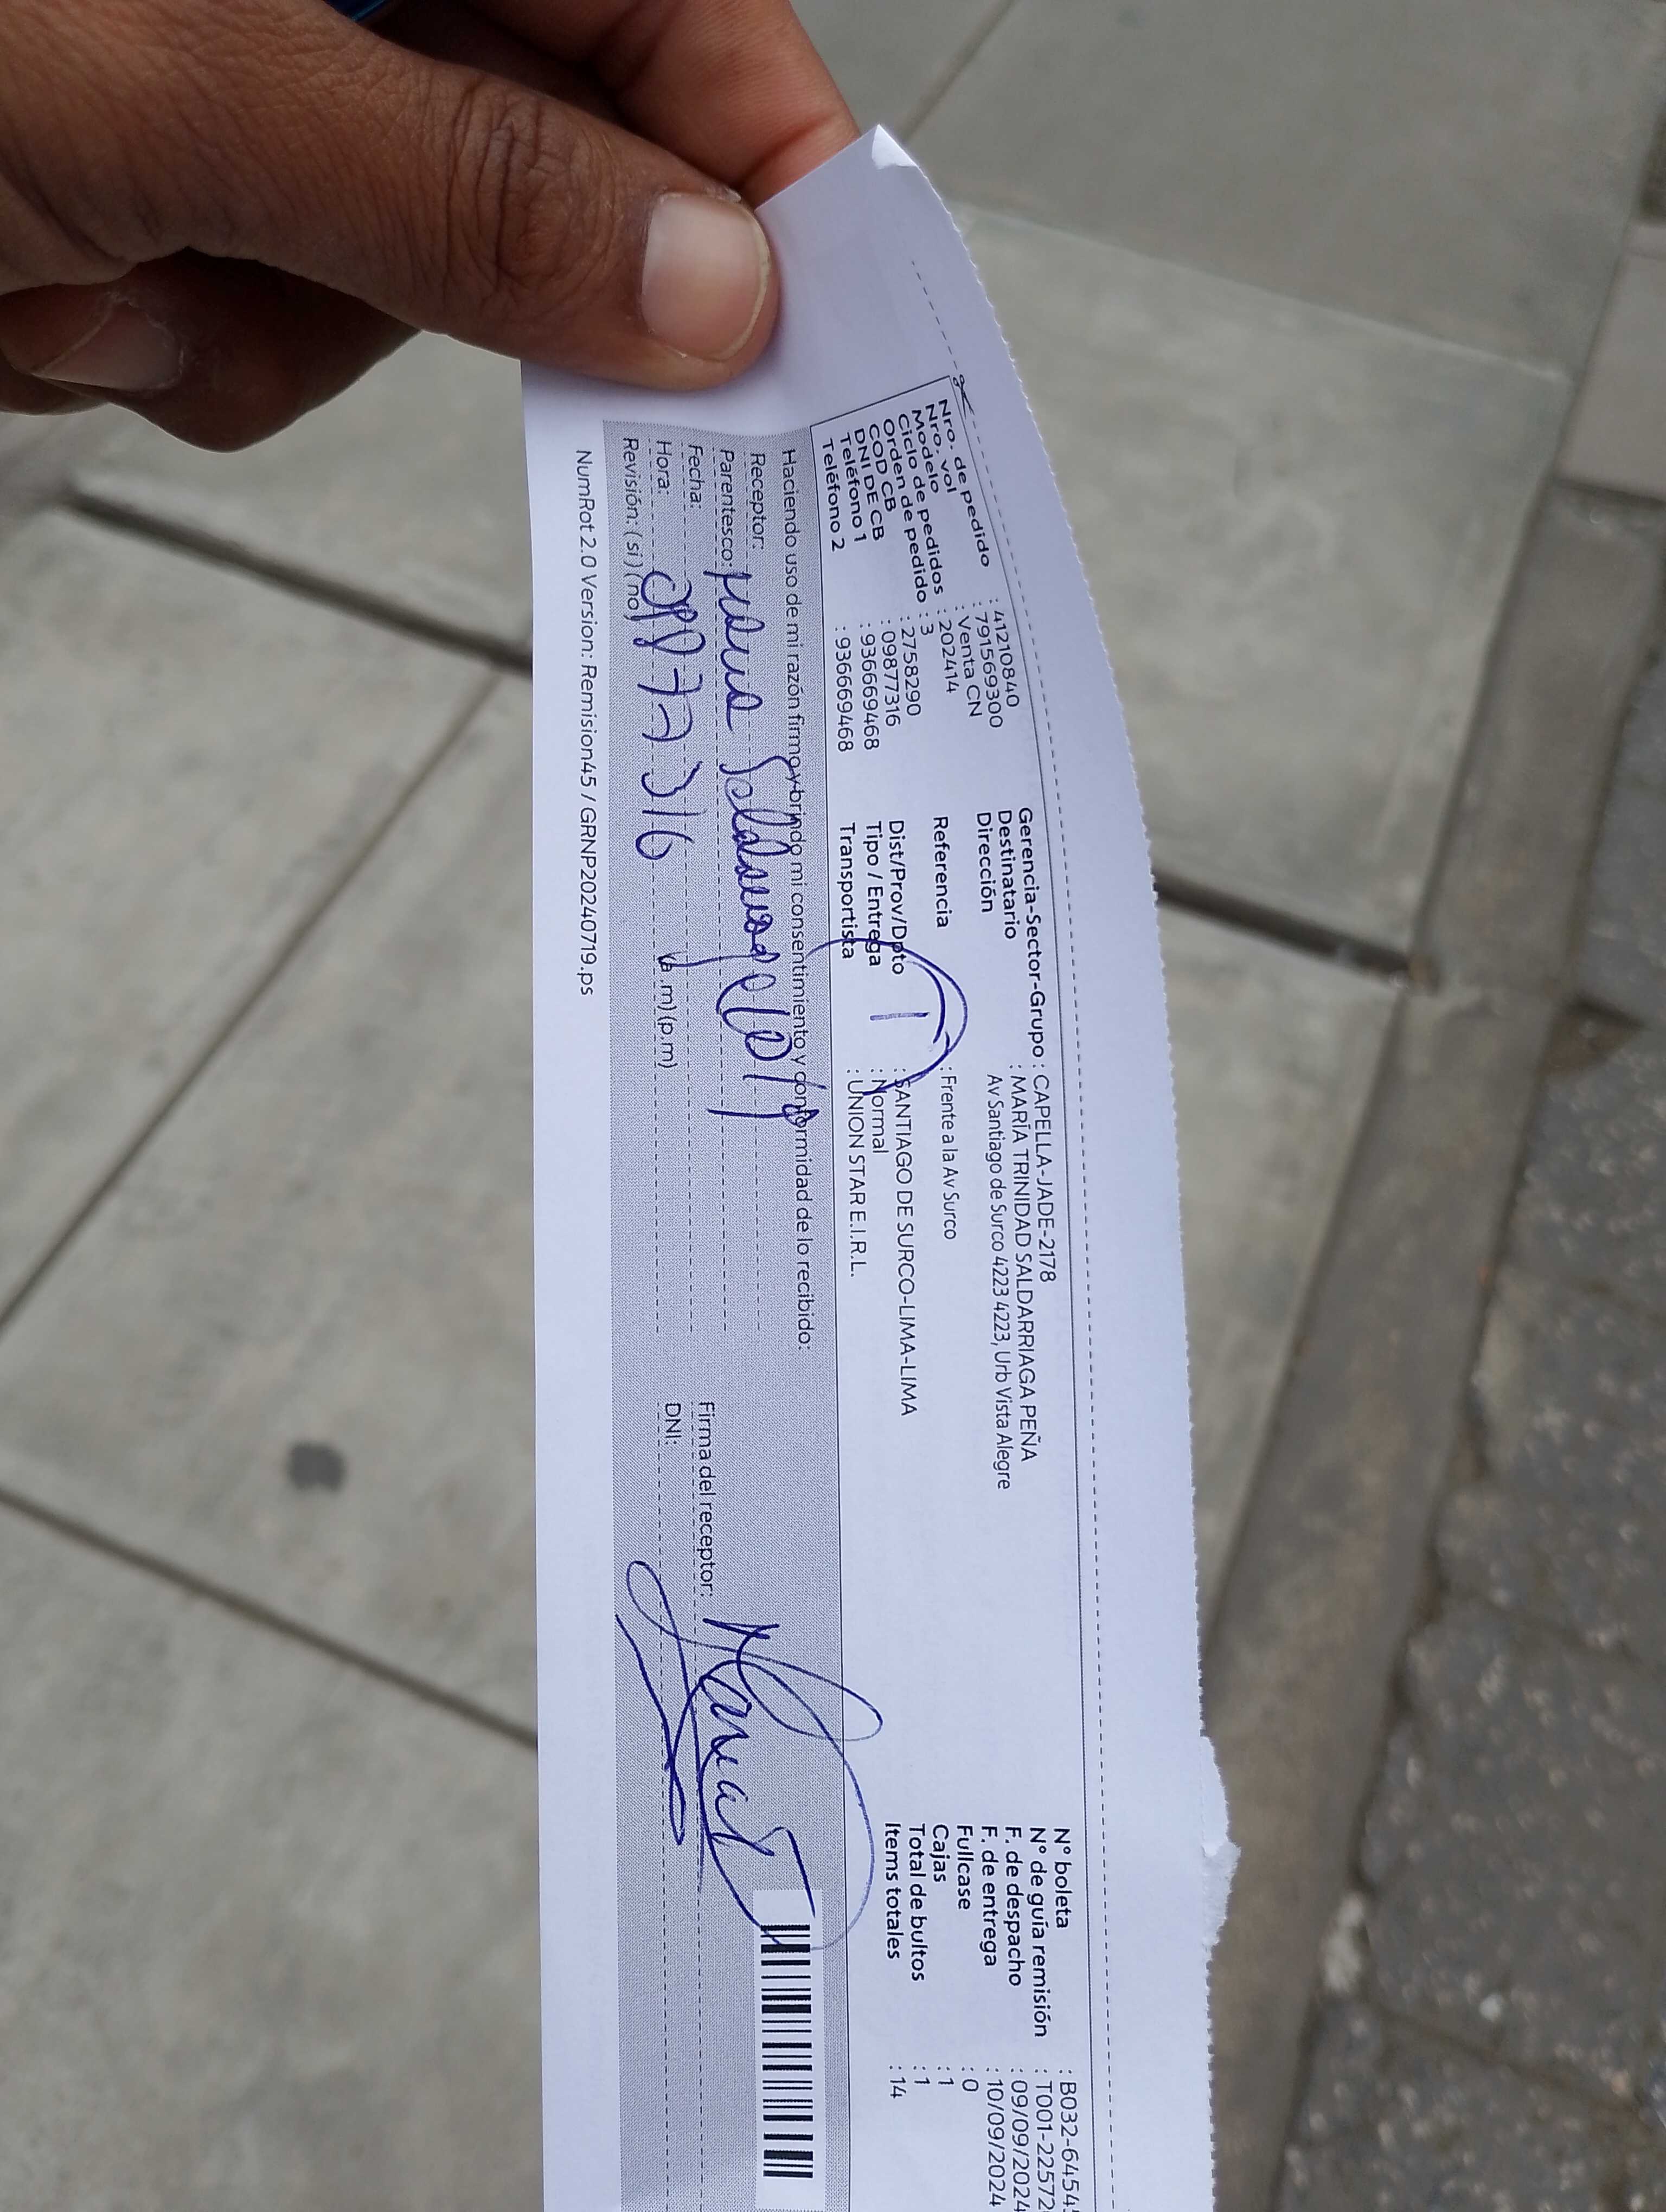 Nro. de pedido : 412108400
Nro. vol : 791569300
Modelo : Venta CN
Ciclo de pedidos : 202414
Orden de pedido : 3
COD CB : 2758290
DNI DE CB : 09877316
Teléfono 1 : 936669468
Teléfono 2 : 936669468
Gerencia-Sector-Grupo : CAPELLA-JADE-2178
Destinatario : MARÍA TRINIDAD SALDARRIAGA PEÑA
Dirección Av Santiago de Surco 4223 4223, Urb Vista Alegre
Referencia : Frente a la Av Surco
Dist/Prov/Dpto : SANTIAGO DE SURCO-LIMA-LIMA
Tipo / Entrega : Normal
Transportista : UNION STAR E.I.R.L.
1
N° boleta : B032-6454
N° de guía remisión : T001-22572
F. de despacho : 09/09/2024
F. de entrega : 10/09/2024
Fullcase : 0
Cajas : 1
Total de bultos : 1
Items totales : 14
Haciendo uso de mi razón firmo y brindo mi consentimiento y conformidad de lo recibido:
Receptor:
Parentesco:
Fecha:
Hora: 09877316 (a.m) (p.m)
Revisión: (si) (no)
Firma del receptor:
DNI:
NumRot 2.0 Version: Remision45 / GRNP20240719.ps